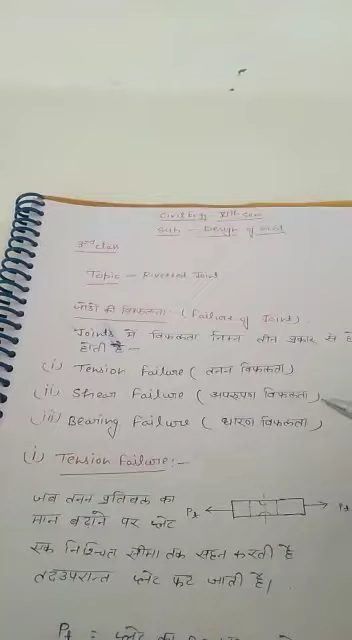 Civil Engg. VIth Sem
Sub - Design of Steel
3rd class
Topic - Riveted Joint
जोड़ों की विफलता - (Failure of Joint)
Joints में विफलता निम्न तीन प्रकार से
होती है -
(i) Tension Failure (तनन विफलता)
(ii) Shear Failure (अपरूपण विफलता)
(iii) Bearing Failure (धारण विफलता)
(i) Tension Failure :-
जब तनन प्रतिबल का
मान बढाने पर प्लेट
एक निश्चित सीमा तक सहन करती है
तदउपरान्त प्लेट फट जाती है।
Pt
Pt
Pt = प्लेट का